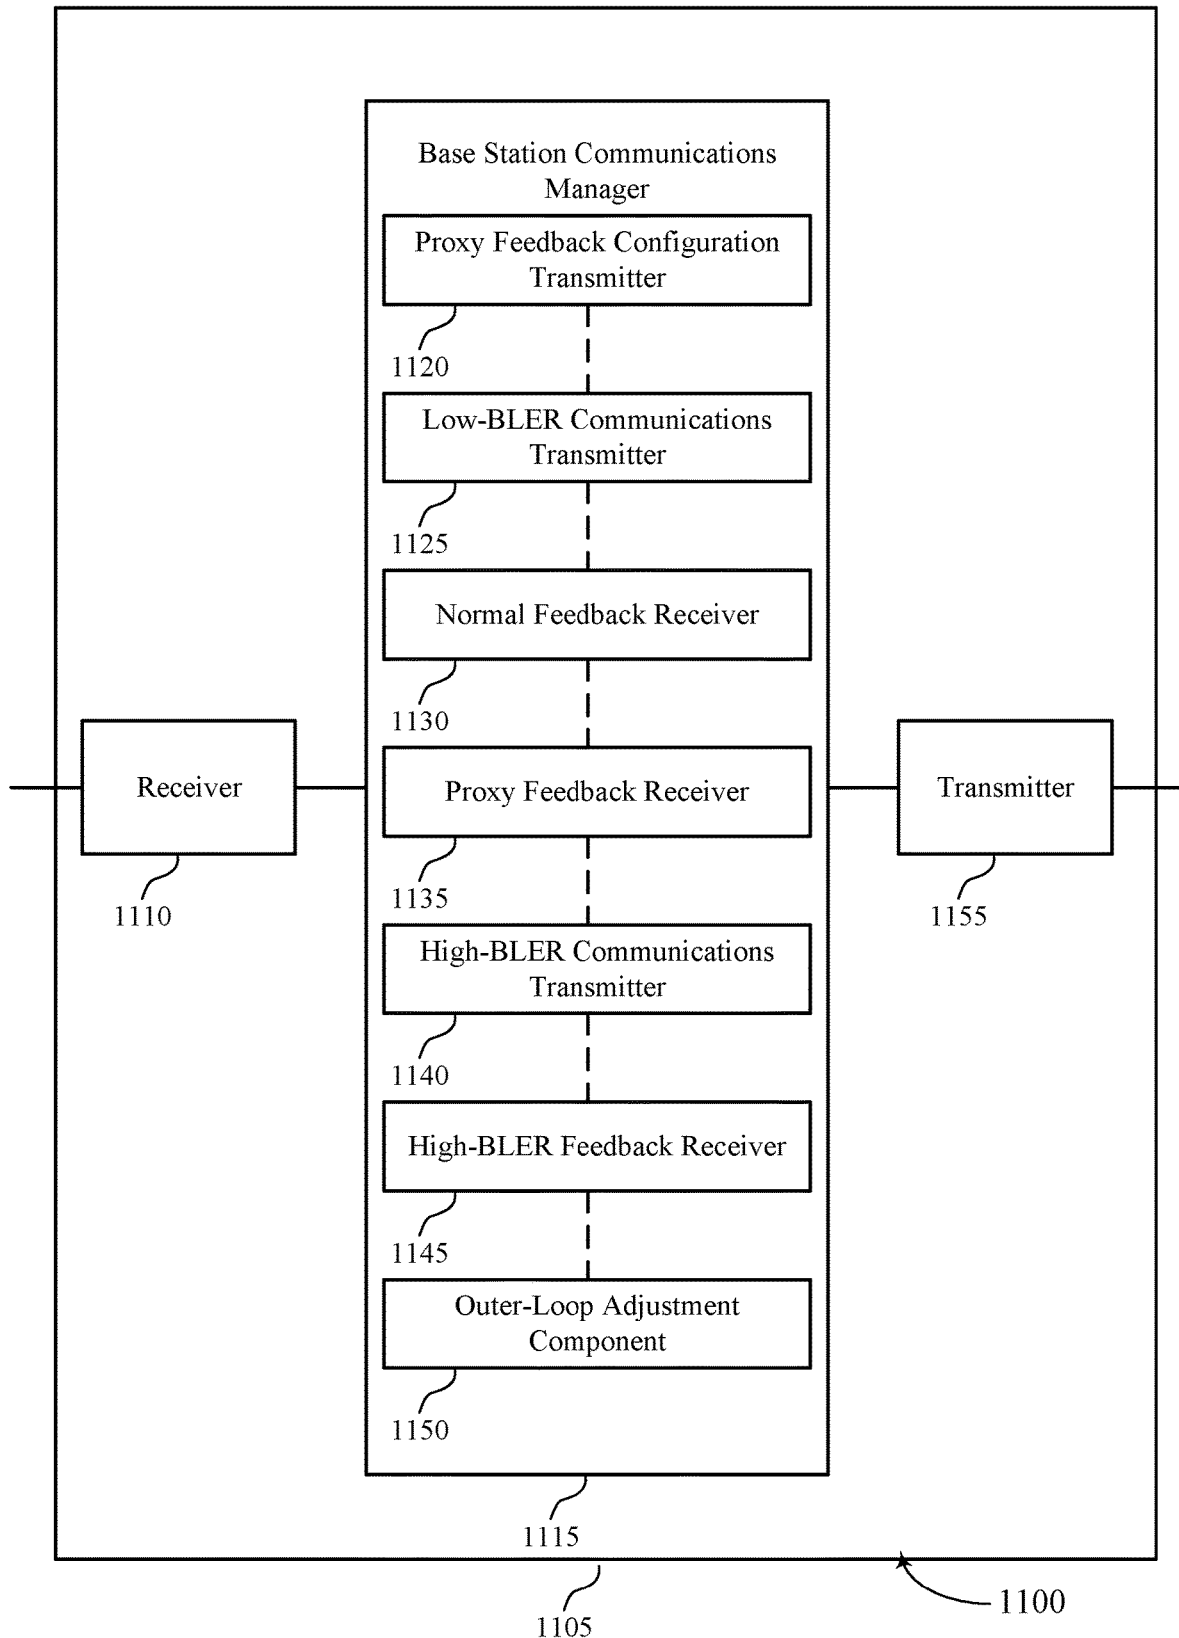 Base Station Communications
Manager
Proxy Feedback Configuration
Transmitter
1120
Low-BLER Communications
Transmitter
1125
Normal Feedback Receiver
1130
Receiver
1110
Proxy Feedback Receiver
1135
Transmitter
1155
High-BLER Communications
Transmitter
1140
High-BLER Feedback Receiver
1145
Outer-Loop Adjustment
Component
1150
1115
1105
1100